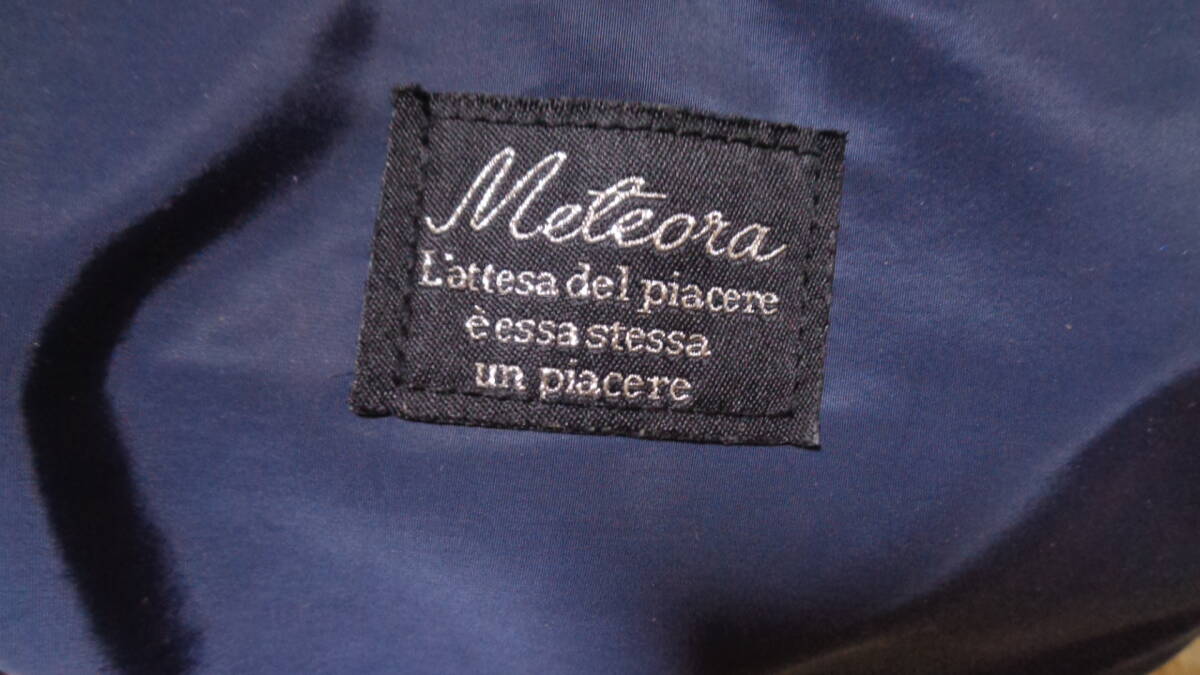 Meteora
L'attesa del piacere
è essa stessa
un piacere